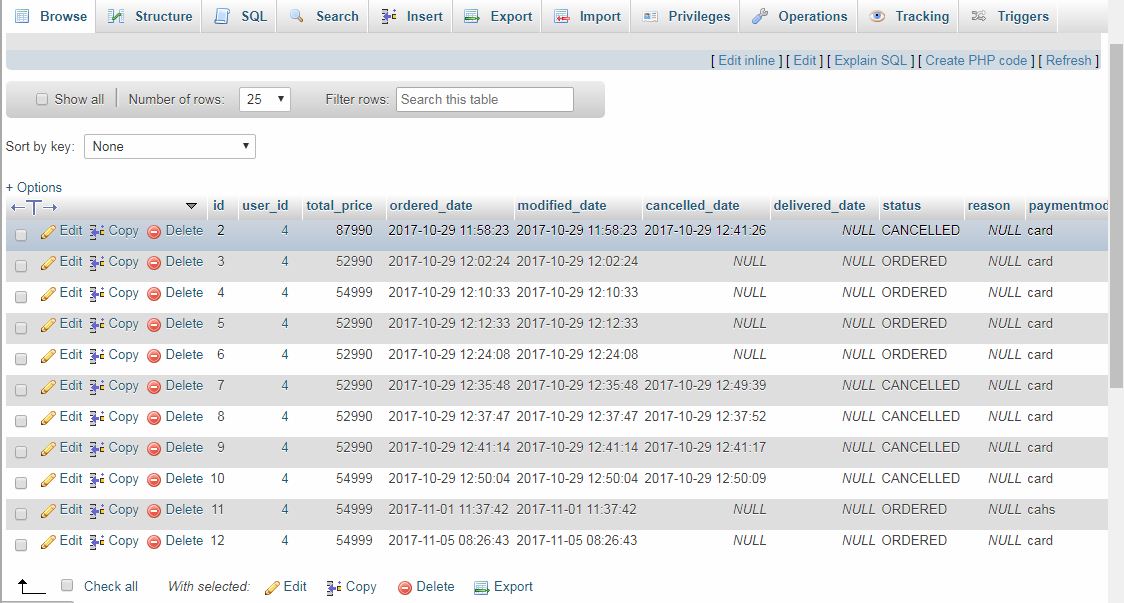 Browse Structure SQL Search Insert Export Import Privileges Operations Tracking Triggers
[ Edit inline ] [ Edit ] [ Explain SQL ] [ Create PHP code ] [ Refresh ]
Show all Number of rows: 25 Filter rows: Search this table
Sort by key: None
+ Options
id user_id total_price ordered_date modified_date cancelled_date delivered_date status reason paymentmod
Edit Copy Delete 2 4 87990 2017-10-29 11:58:23 2017-10-29 11:58:23 2017-10-29 12:41:26 NULL CANCELLED NULL card
Edit Copy Delete 3 4 52990 2017-10-29 12:02:24 2017-10-29 12:02:24 NULL NULL ORDERED NULL card
Edit Copy Delete 4 4 54999 2017-10-29 12:10:33 2017-10-29 12:10:33 NULL NULL ORDERED NULL card
Edit Copy Delete 5 4 52990 2017-10-29 12:12:33 2017-10-29 12:12:33 NULL NULL ORDERED NULL card
Edit Copy Delete 6 4 52990 2017-10-29 12:24:08 2017-10-29 12:24:08 NULL NULL ORDERED NULL card
Edit Copy Delete 7 4 52990 2017-10-29 12:35:48 2017-10-29 12:35:48 2017-10-29 12:49:39 NULL CANCELLED NULL card
Edit Copy Delete 8 4 52990 2017-10-29 12:37:47 2017-10-29 12:37:47 2017-10-29 12:37:52 NULL CANCELLED NULL card
Edit Copy Delete 9 4 52990 2017-10-29 12:41:14 2017-10-29 12:41:14 2017-10-29 12:41:17 NULL CANCELLED NULL card
Edit Copy Delete 10 4 54999 2017-10-29 12:50:04 2017-10-29 12:50:04 2017-10-29 12:50:09 NULL CANCELLED NULL card
Edit Copy Delete 11 4 54999 2017-11-01 11:37:42 2017-11-01 11:37:42 NULL NULL ORDERED NULL cahs
Edit Copy Delete 12 4 54999 2017-11-05 08:26:43 2017-11-05 08:26:43 NULL NULL ORDERED NULL card
Check all With selected: Edit Copy Delete Export